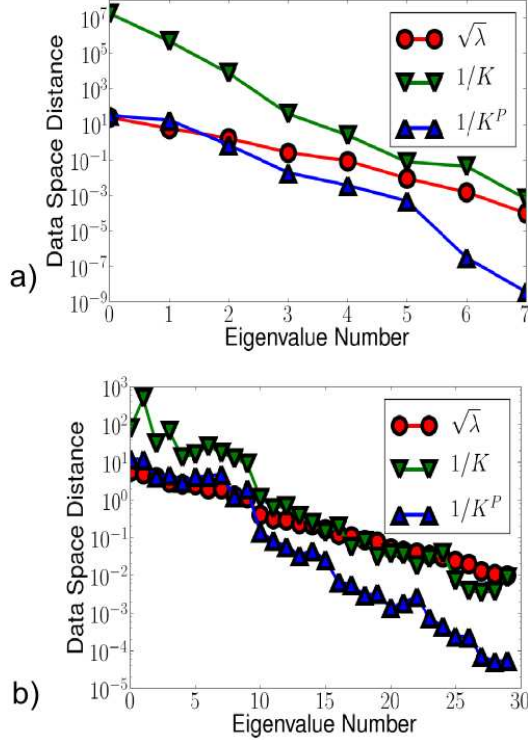 a)
Data Space Distance
10^7
10^5
10^3
10^1
10^-1
10^-3
10^-5
10^-7
10^-9
0 1 2 3 4 5 6 7
Eigenvalue Number
√λ
1/K
1/K^P
b)
Data Space Distance
10^3
10^2
10^1
10^0
10^-1
10^-2
10^-3
10^-4
10^-5
0 5 10 15 20 25 30
Eigenvalue Number
√λ
1/K
1/K^P